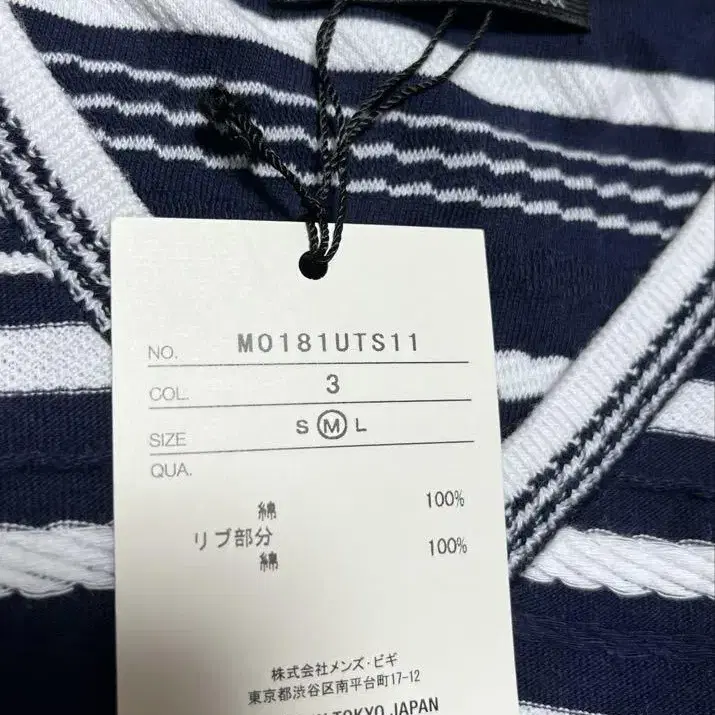 NO. M0181UTS11
COL. 3
SIZE S M L
QUA.
綿 100%
リブ部分
綿 100%
株式会社メンズ・ビギ
東京都渋谷区南平台町17-12
TOKYO JAPAN